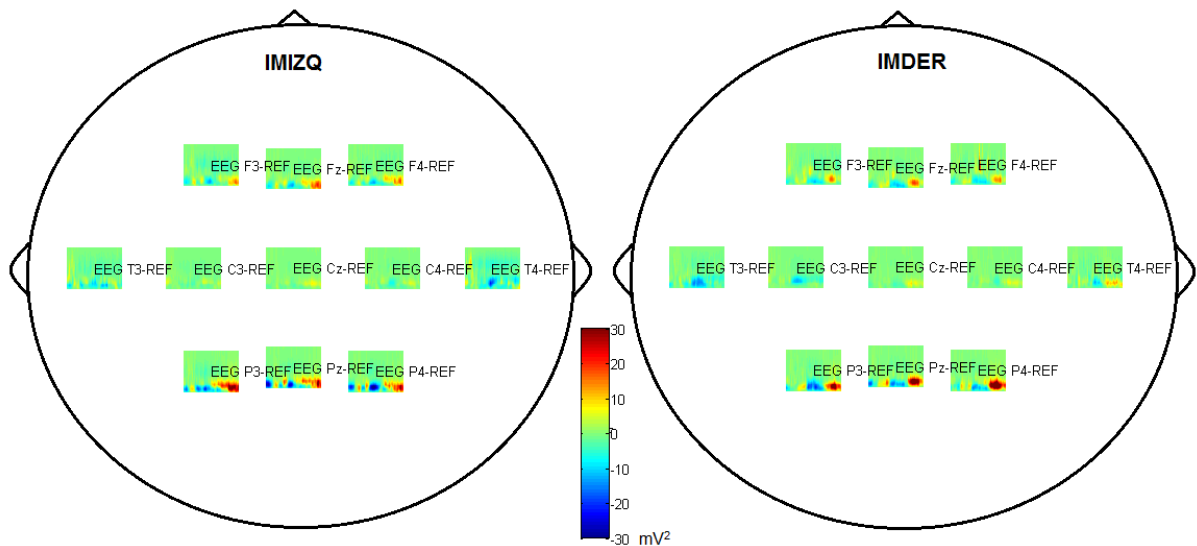 IMIZQ
IMDER
EEG F3-REF
EEG Fz-REF
EEG F4-REF
EEG F3-REF
EEG Fz-REF
EEG F4-REF
EEG T3-REF
EEG C3-REF
EEG Cz-REF
EEG C4-REF
EEG T4-REF
EEG T3-REF
EEG C3-REF
EEG Cz-REF
EEG C4-REF
EEG T4-REF
EEG P3-REF
EEG Pz-REF
EEG P4-REF
EEG P3-REF
EEG Pz-REF
EEG P4-REF
30
20
10
0
-10
-20
-30
mV²